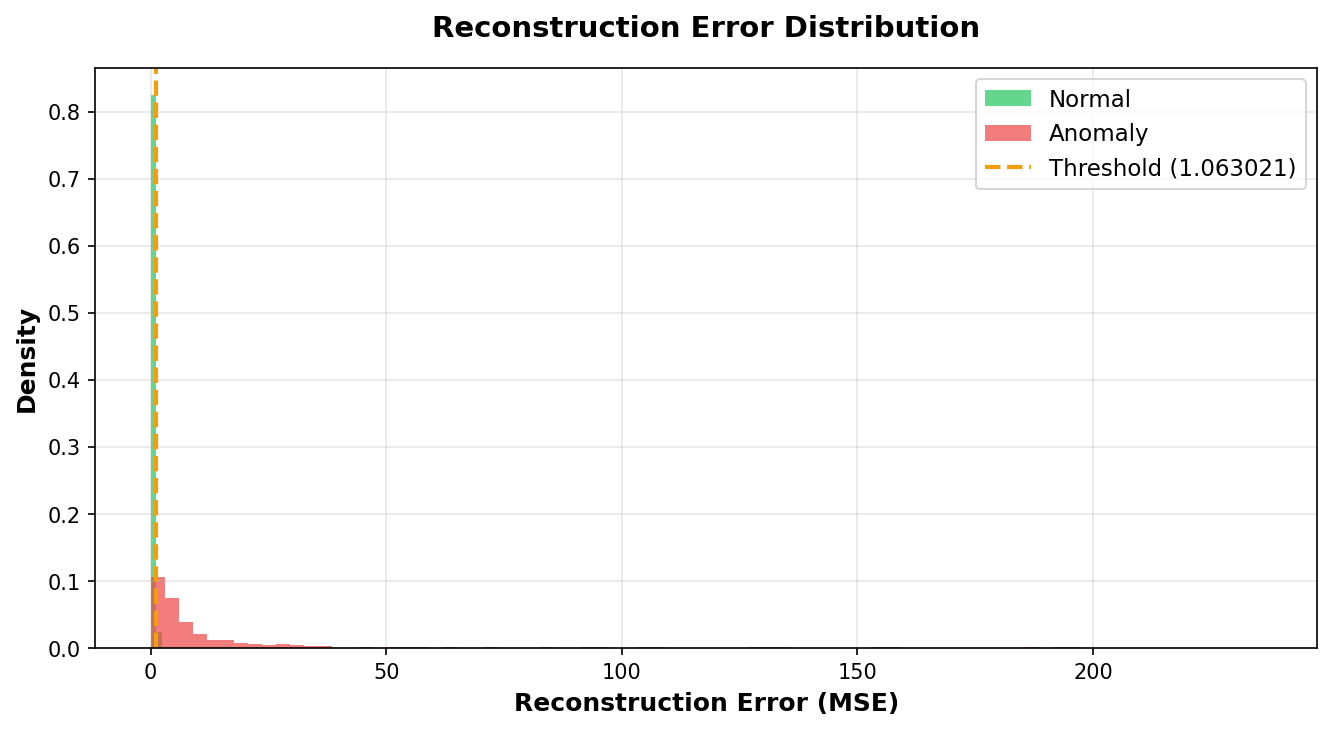 Reconstruction Error Distribution
Normal
Anomaly
Threshold (1.063021)
0.8
0.7
0.6
0.5
0.4
0.3
0.2
0.1
0.0
Density
0
50
100
150
200
Reconstruction Error (MSE)